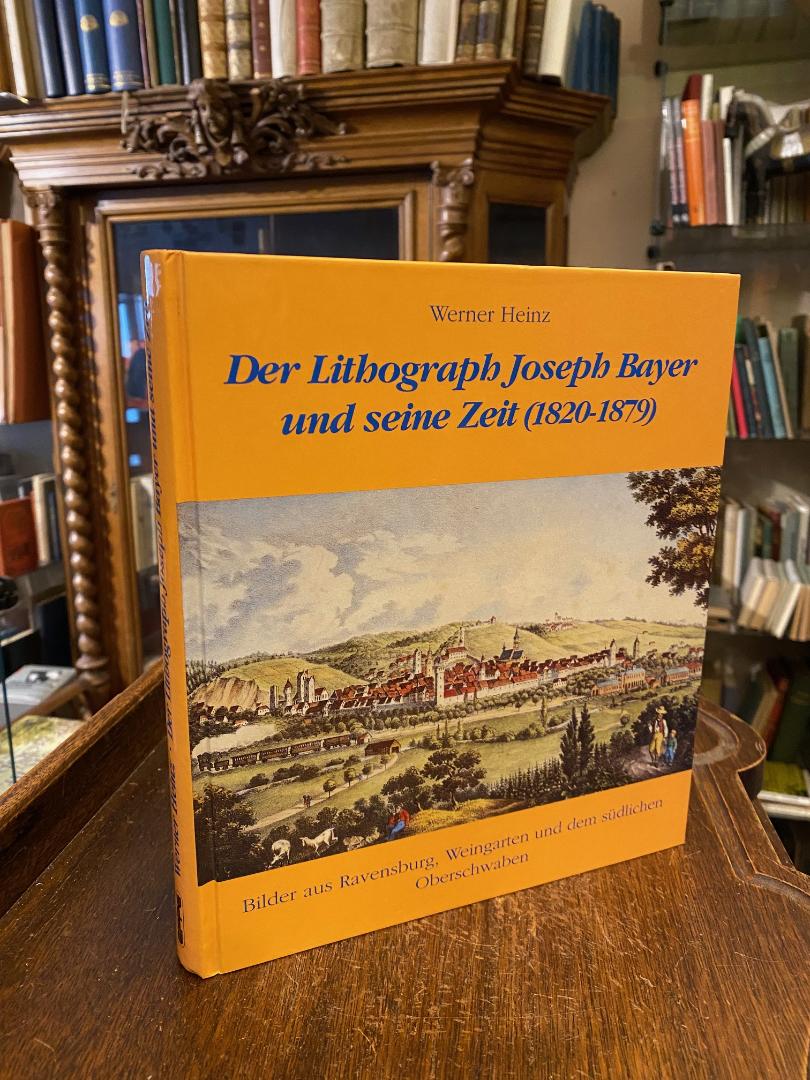 Werner Heinz
Der Lithograph Joseph Bayer
und seine Zeit (1820-1879)
Bilder aus Ravensburg, Weingarten und dem südlichen
Oberschwaben